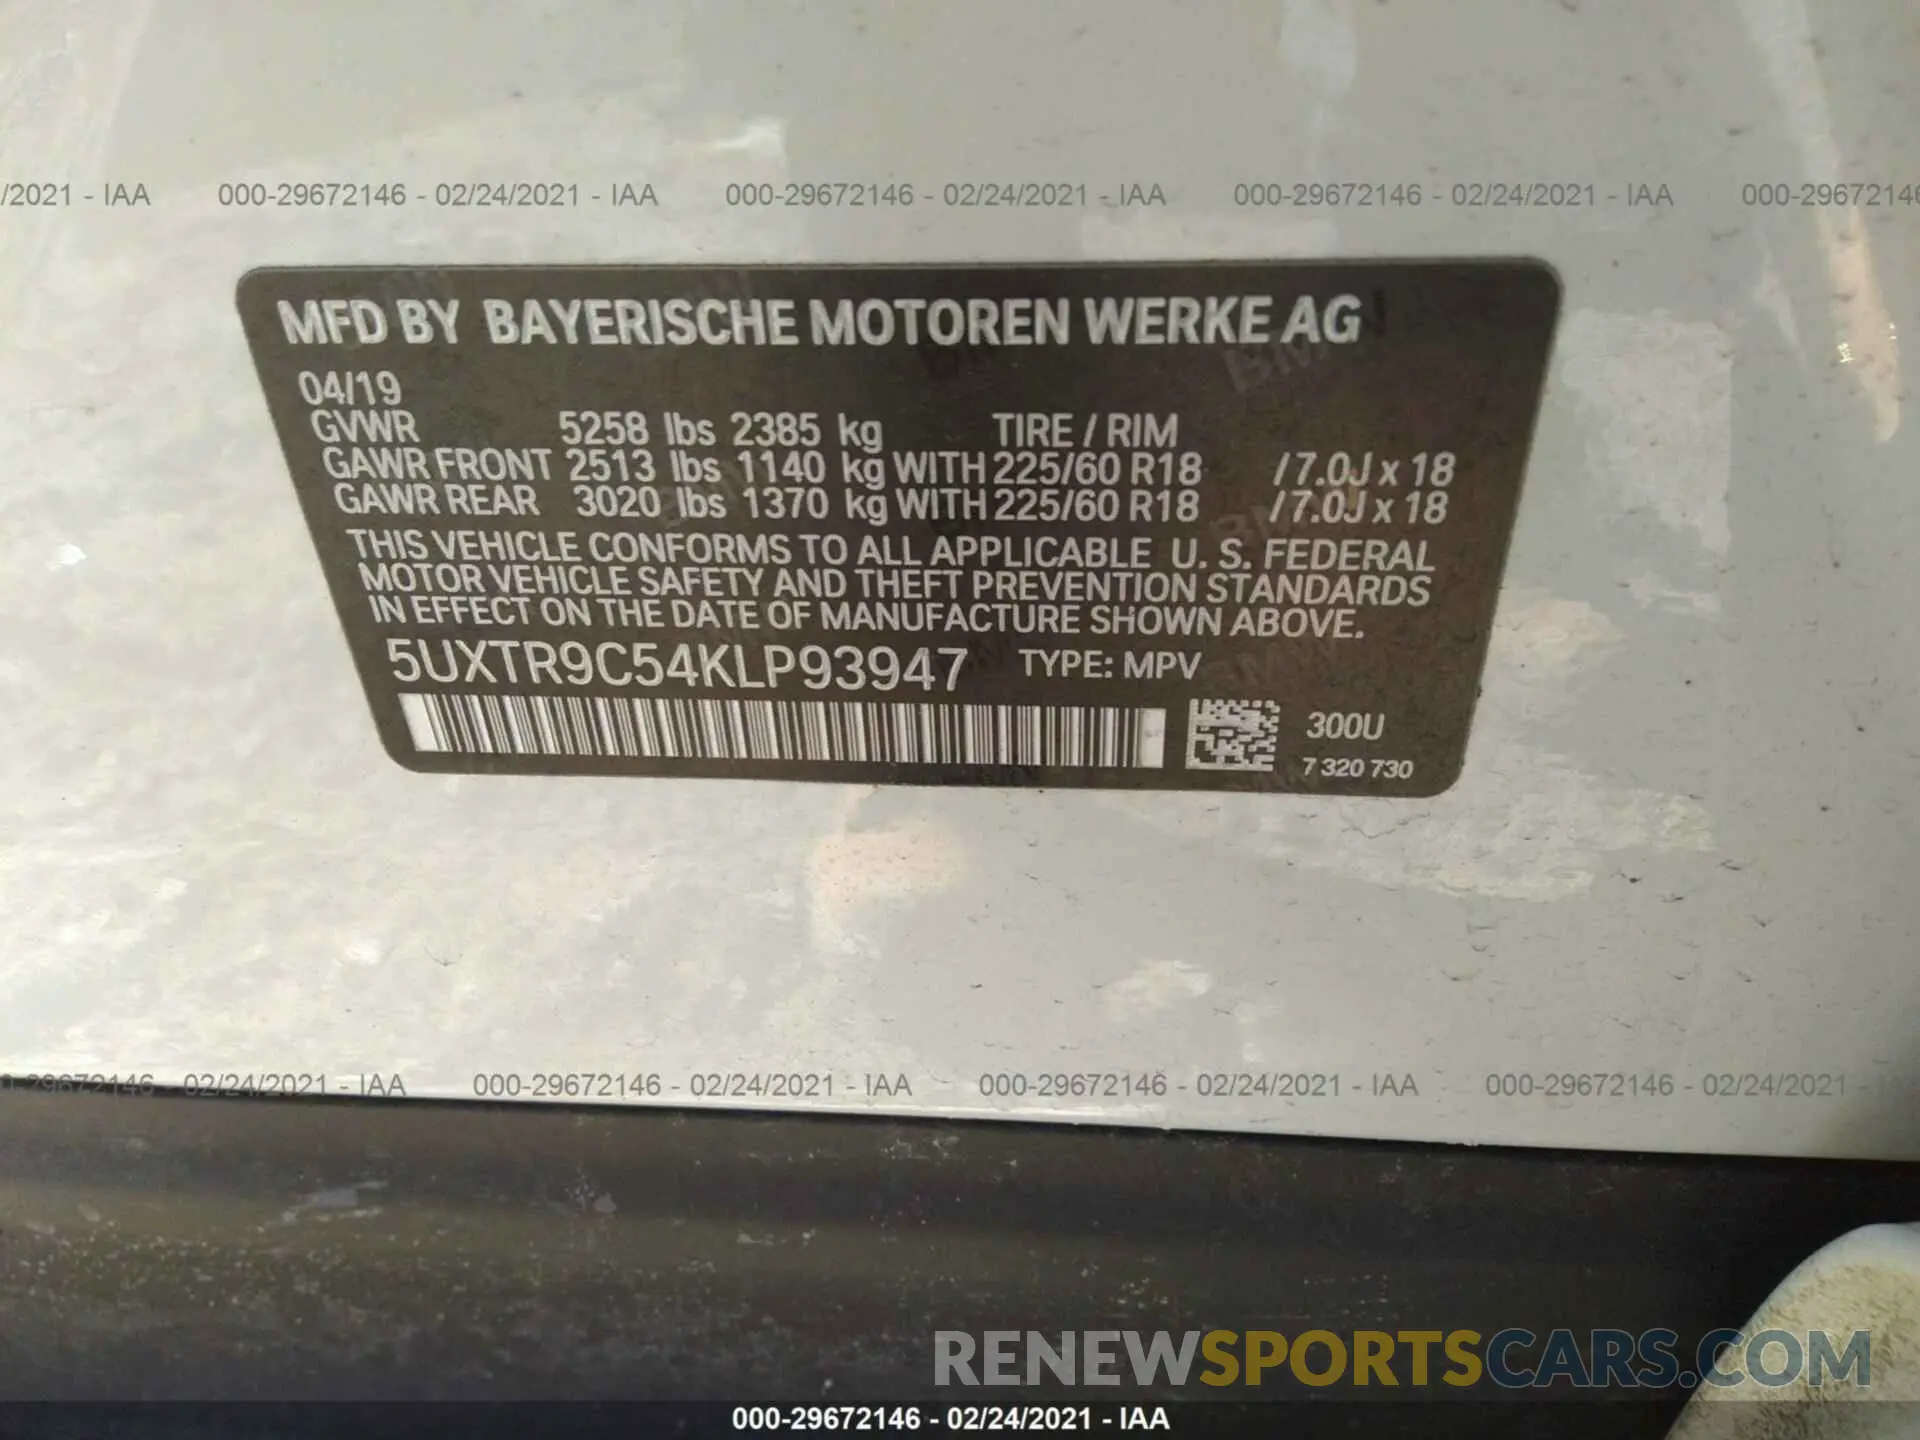 /2021 - IAA 000-29672146 - 02/24/2021 - IAA 000-29672146 - 02/24/2021 - IAA 000-29672146 - 02/24/2021 - IAA 000-2967214
MFD BY BAYERISCHE MOTOREN WERKE AG
04/19
GVWR 5258 lbs 2385 kg TIRE / RIM
GAWR FRONT 2513 lbs 1140 kg WITH 225/60 R18 / 7.0J x 18
GAWR REAR 3020 lbs 1370 kg WITH 225/60 R18 / 7.0J x 18
THIS VEHICLE CONFORMS TO ALL APPLICABLE U. S. FEDERAL
MOTOR VEHICLE SAFETY AND THEFT PREVENTION STANDARDS
IN EFFECT ON THE DATE OF MANUFACTURE SHOWN ABOVE.
5UXTR9C54KLP93947 TYPE: MPV
300U
7 320 730
0-29672146 - 02/24/2021 - IAA 000-29672146 - 02/24/2021 - IAA 000-29672146 - 02/24/2021 - IAA 000-29672146 - 02/24/2021 -
RENEWSPORTSCARS.COM
000-29672146 - 02/24/2021 - IAA